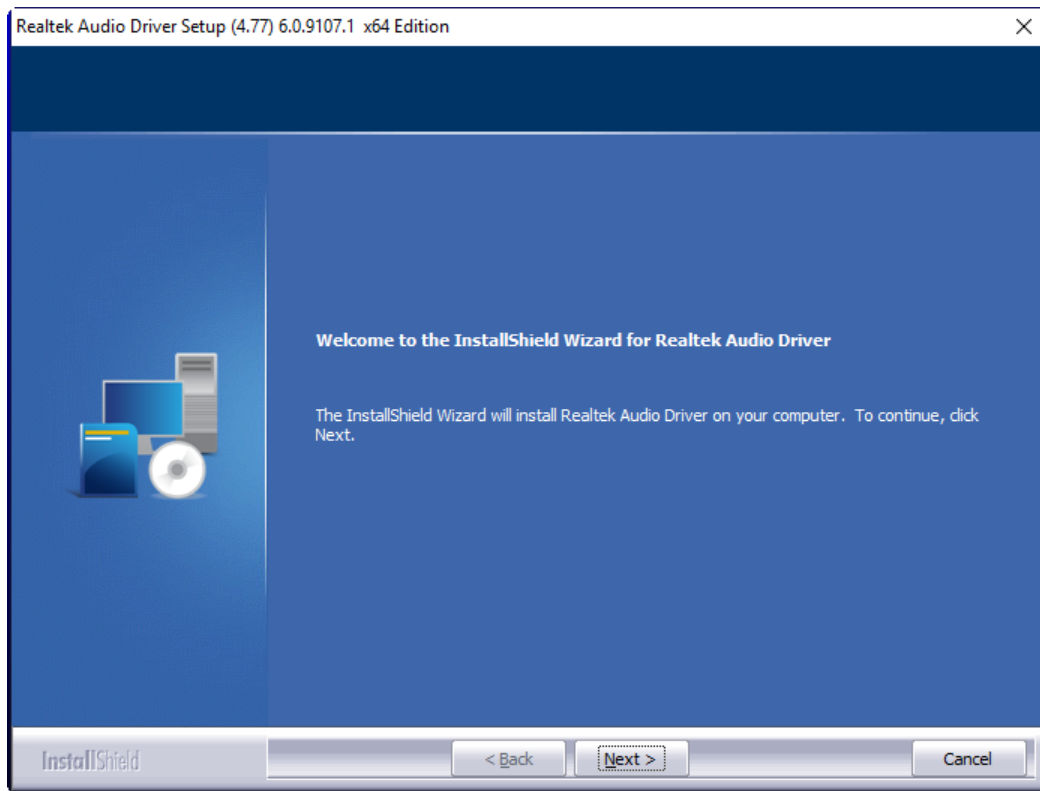 Realtek Audio Driver Setup (4.77) 6.0.9107.1 x64 Edition
Welcome to the InstallShield Wizard for Realtek Audio Driver
The InstallShield Wizard will install Realtek Audio Driver on your computer. To continue, click
Next.
InstallShield
< Back
Next >
Cancel